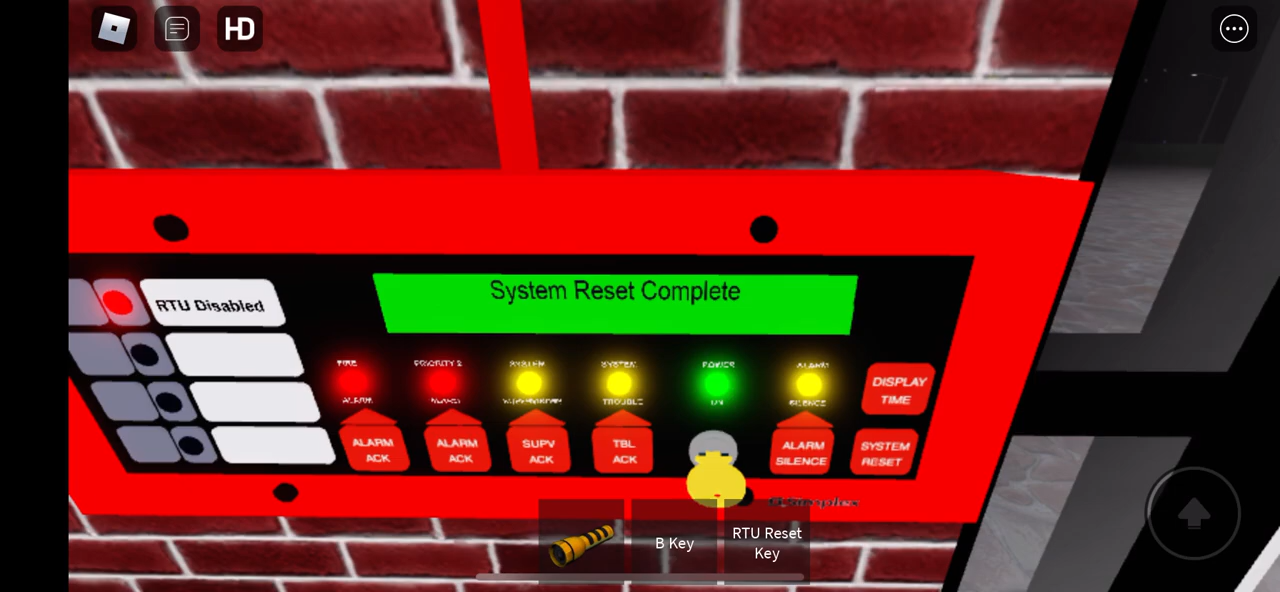 HD
System Reset Complete
RTU Disabled
FIRE
ALARM
PRIORITY 2
SYSTEM
SYSTEM
TROUBLE
POWER
ON
ALARM
SILENCE
DISPLAY
TIME
ALARM
ACK
ALARM
ACK
SUPV
ACK
TBL
ACK
ALARM
SILENCE
SYSTEM
RESET
B Key
RTU Reset
Key